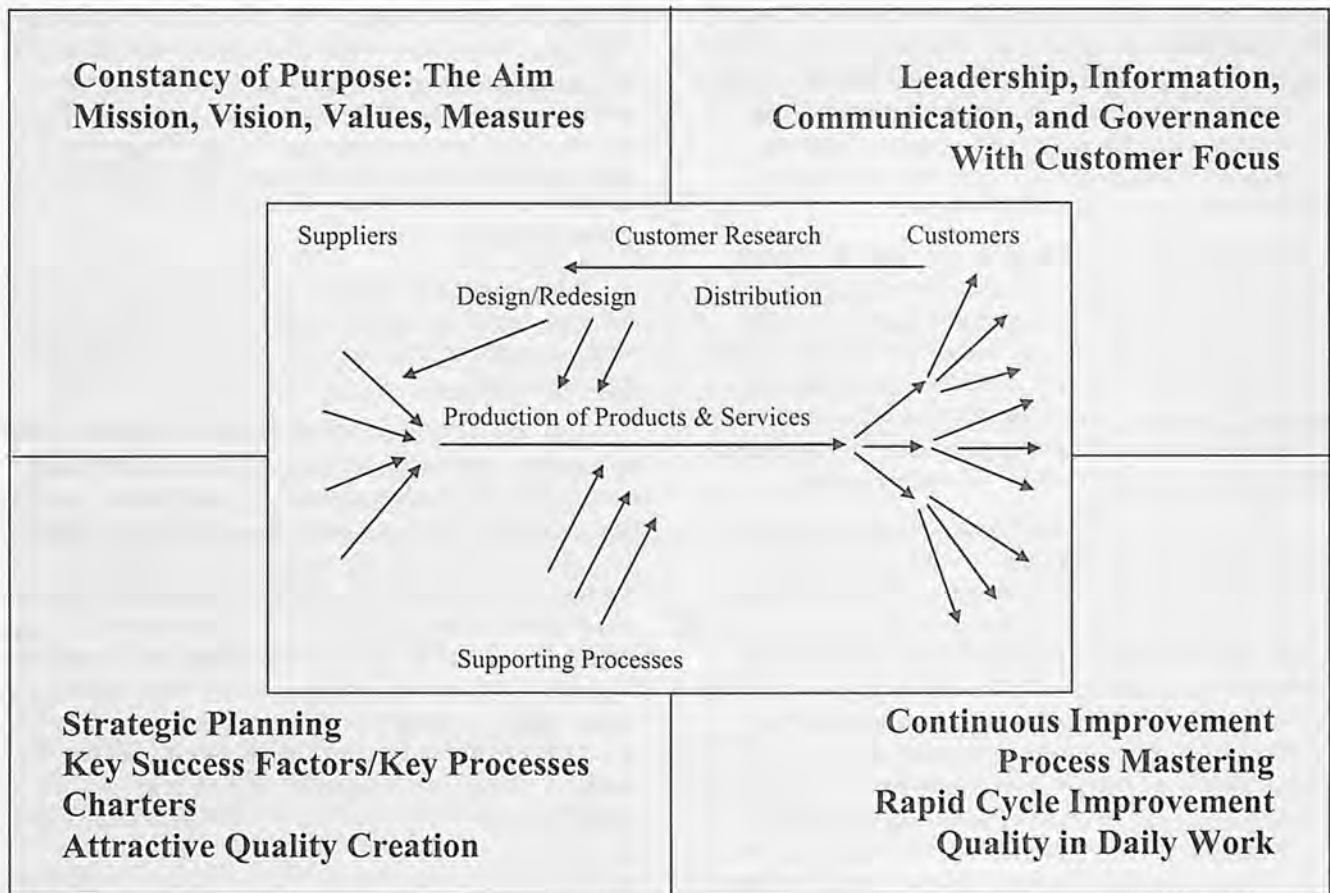 Constancy of Purpose: The Aim
Mission, Vision, Values, Measures
Leadership, Information,
Communication, and Governance
With Customer Focus
Suppliers
Customer Research
Customers
Design/Redesign
Distribution
Production of Products & Services
Supporting Processes
Strategic Planning
Key Success Factors/Key Processes
Charters
Attractive Quality Creation
Continuous Improvement
Process Mastering
Rapid Cycle Improvement
Quality in Daily Work